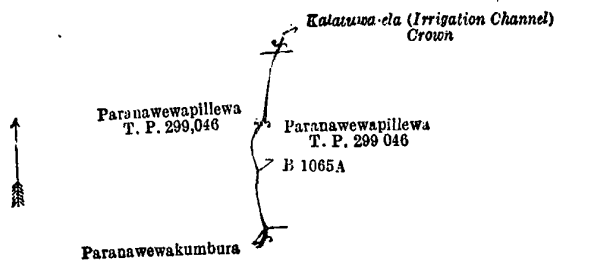 Kalatuwa-ela (Irrigation Channel)
Crown
Paranawewapillewa
T. P. 299,046
Paranawewapillewa
T. P. 299 046
B 1065A
Paranawewakumbura